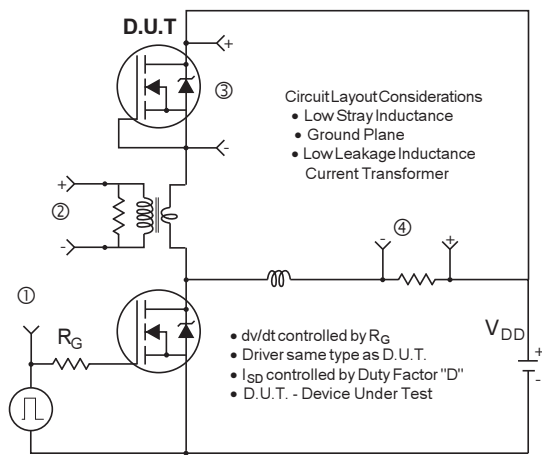 D.U.T
+
③
-
Circuit Layout Considerations
• Low Stray Inductance
• Ground Plane
• Low Leakage Inductance
Current Transformer
+
②
-
④
-
+
①
R_G
• dv/dt controlled by R_G
• Driver same type as D.U.T.
• I_SD controlled by Duty Factor "D"
• D.U.T. - Device Under Test
V_DD
+
-